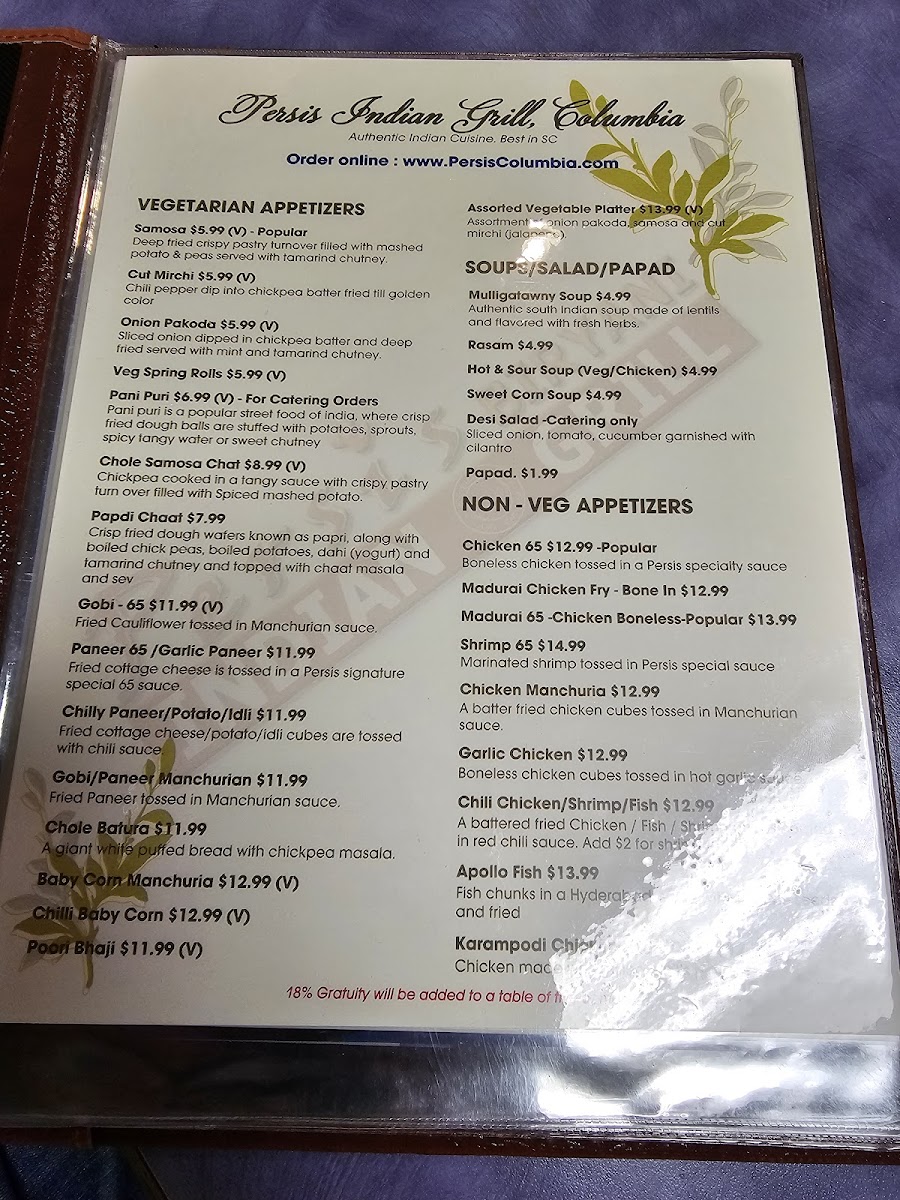 Persis Indian Grill, Columbia
Authentic Indian Cuisine, Best in SC
Order online : www.PersisColumbia.com
VEGETARIAN APPETIZERS
Samosa $5.99 (V) - Popular
Deep fried crispy pastry turnover filled with mashed
potato & peas served with tamarind chutney.
Cut Mirchi $5.99 (V)
Chili pepper dip into chickpea batter fried till golden
color
Onion Pakoda $5.99 (V)
Sliced onion dipped in chickpea batter and deep
fried served with mint and tamarind chutney.
Veg Spring Rolls $5.99 (V)
Pani Puri $6.99 (V) - For Catering Orders
Pani puri is a popular street food of india, where crisp
fried dough balls are stuffed with potatoes, sprouts,
spicy tangy water or sweet chutney
Chole Samosa Chat $8.99 (V)
Chickpea cooked in a tangy sauce with crispy pastry
turn over filled with Spiced mashed potato.
Papdi Chaat $7.99
Crisp fried dough wafers known as papri, along with
boiled chick peas, boiled potatoes, dahi (yogurt) and
tamarind chutney and topped with chaat masala
and sev
Gobi - 65 $11.99 (V)
Fried Cauliflower tossed in Manchurian sauce.
Paneer 65 /Garlic Paneer $11.99
Fried cottage cheese is tossed in a Persis signature
special 65 sauce.
Chilly Paneer/Potato/Idli $11.99
Fried cottage cheese/potato/idli cubes are tossed
with chili sauce
Gobi/Paneer Manchurian $11.99
Fried Paneer tossed in Manchurian sauce.
Chole Batura $11.99
A giant white puffed bread with chickpea masala.
Baby Corn Manchuria $12.99 (V)
Chilli Baby Corn $12.99 (V)
Poori Bhaji $11.99 (V)
Assorted Vegetable Platter $13.99 (V)
Assortment onion pakoda, samosa and cut
mirchi (jalapeno).
SOUPS/SALAD/PAPAD
Mulligatawny Soup $4.99
Authentic south Indian soup made of lentils
and flavored with fresh herbs.
Rasam $4.99
Hot & Sour Soup (Veg/Chicken) $4.99
Sweet Corn Soup $4.99
Desi Salad -Catering only
Sliced onion, tomato, cucumber garnished with
cilantro
Papad. $1.99
NON - VEG APPETIZERS
Chicken 65 $12.99 -Popular
Boneless chicken tossed in a Persis specialty sauce
Madurai Chicken Fry - Bone In $12.99
Madurai 65 -Chicken Boneless-Popular $13.99
Shrimp 65 $14.99
Marinated shrimp tossed in Persis special sauce
Chicken Manchuria $12.99
A batter fried chicken cubes tossed in Manchurian
sauce.
Garlic Chicken $12.99
Boneless chicken cubes tossed in hot garlic sauce
Chili Chicken/Shrimp/Fish $12.99
A battered fried Chicken / Fish /
in red chili sauce. Add $2 for
Apollo Fish $13.99
Fish chunks in a
and fried
Karampodi
Chicken
18% Gratuity will be added to a table of
INDIAN GRILL